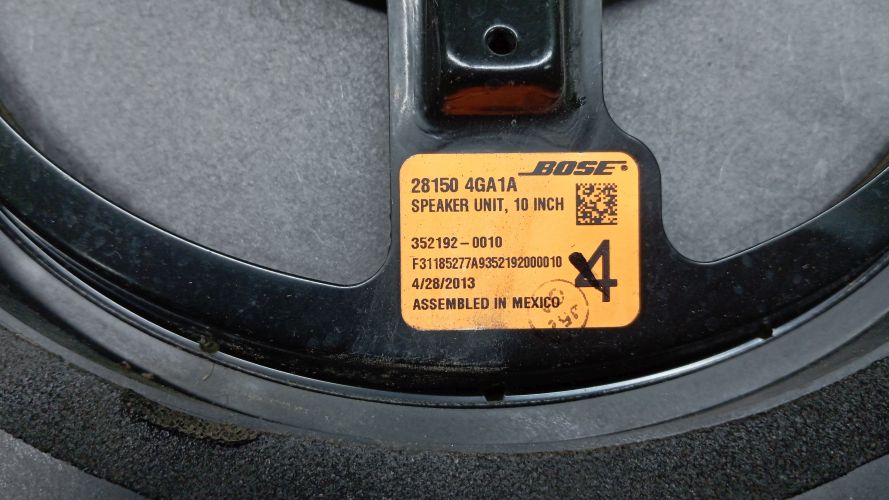 BOSE®
28150 4GA1A
SPEAKER UNIT, 10 INCH
352192-0010
F31185277A9352192000010
4
4/28/2013
ASSEMBLED IN MEXICO